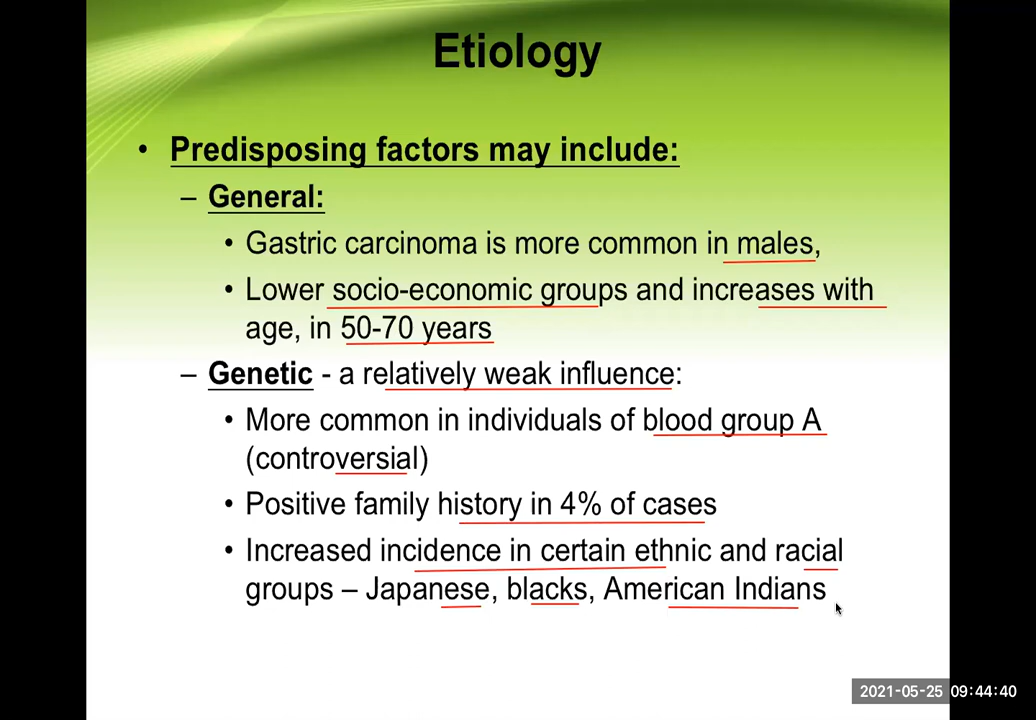 Etiology
• Predisposing factors may include:
– General:
• Gastric carcinoma is more common in males,
• Lower socio-economic groups and increases with
age, in 50-70 years
– Genetic - a relatively weak influence:
• More common in individuals of blood group A
(controversial)
• Positive family history in 4% of cases
• Increased incidence in certain ethnic and racial
groups – Japanese, blacks, American Indians
2021-05-25 09:44:40